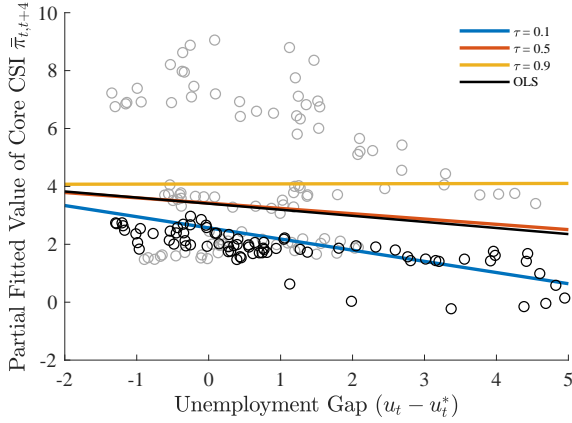 Partial Fitted Value of Core CSI π̄ₜ,ₜ₊₄
10
8
6
4
2
0
-2
-2
-1
0
1
2
3
4
5
Unemployment Gap (uₜ − u*ₜ)
τ = 0.1
τ = 0.5
τ = 0.9
OLS